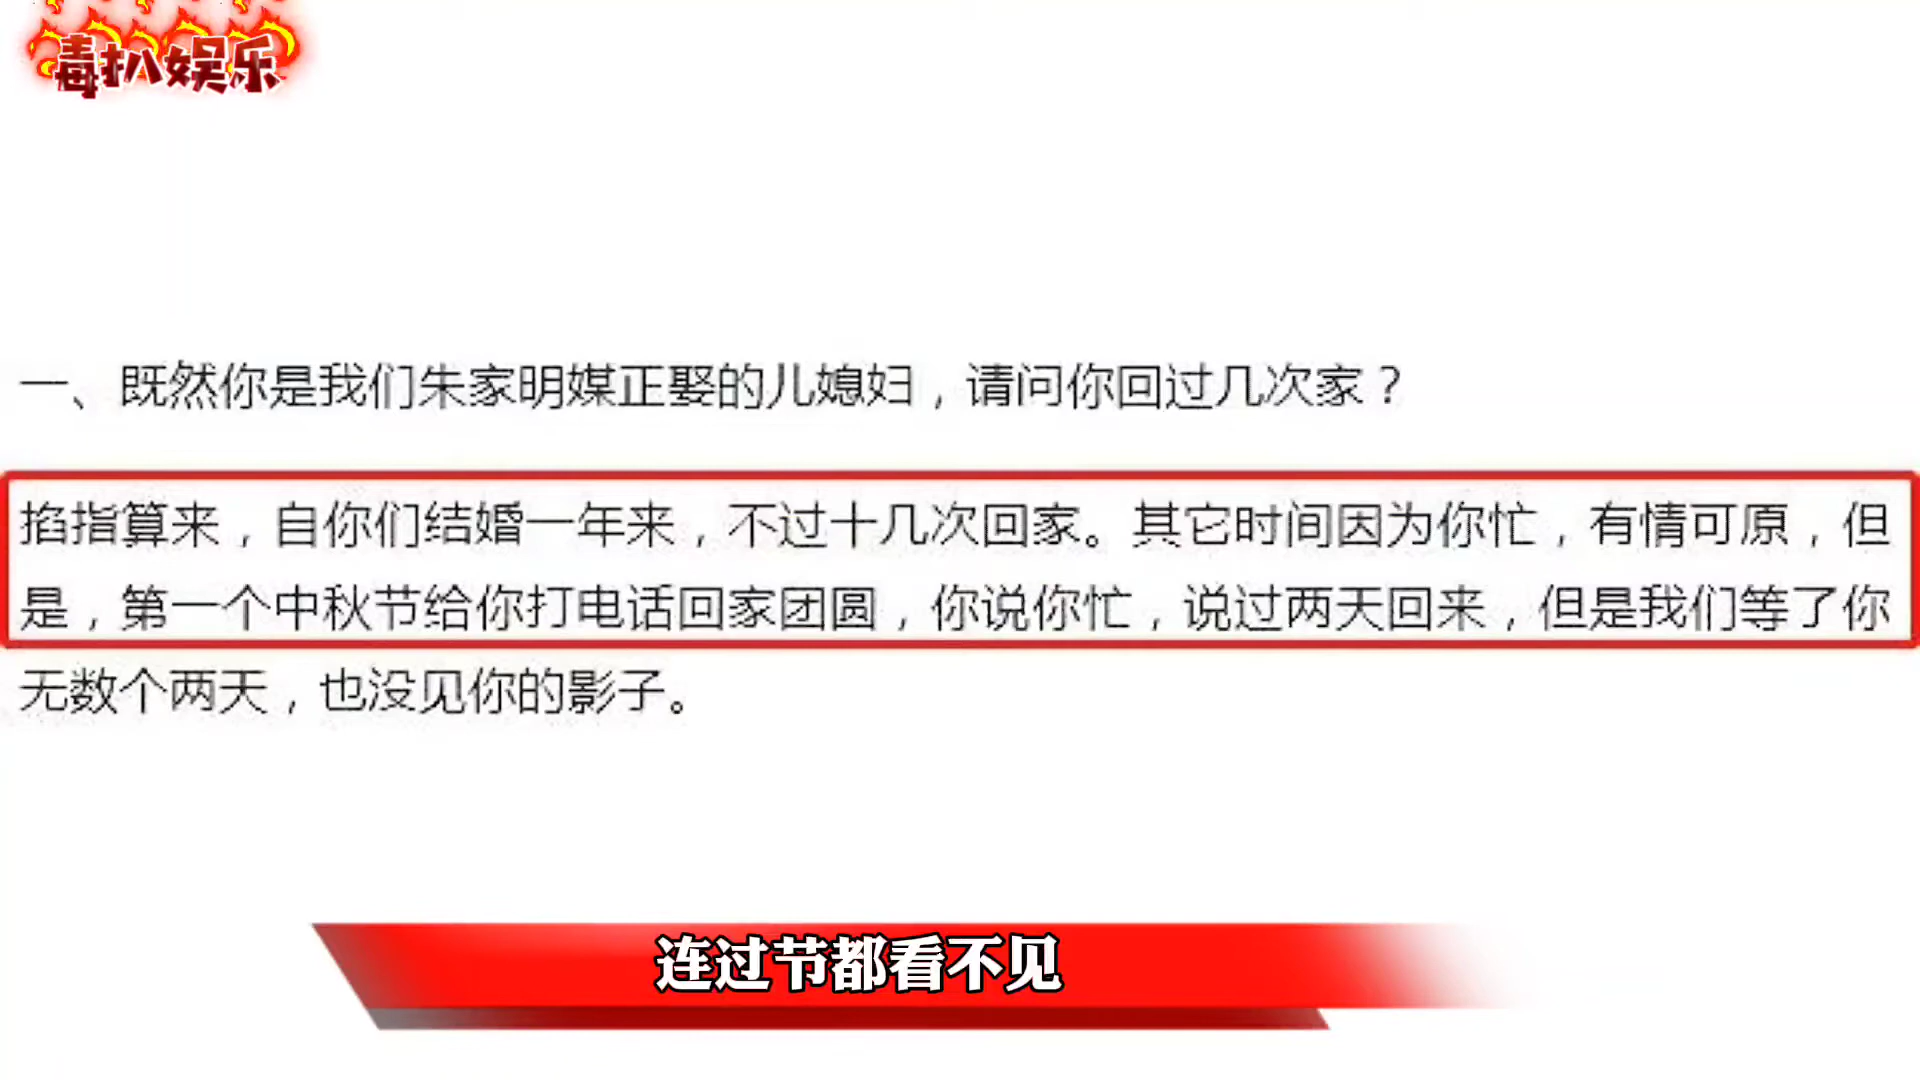 毒扒娱乐
一、既然你是我们朱家明媒正娶的儿媳妇，请问你回过几次家？
掐指算来，自你们结婚一年来，不过十几次回家。其它时间因为你忙，有情可原，但
是，第一个中秋节给你打电话回家团圆，你说你忙，说过两天回来，但是我们等了你
无数个两天，也没见你的影子。
连过节都看不见